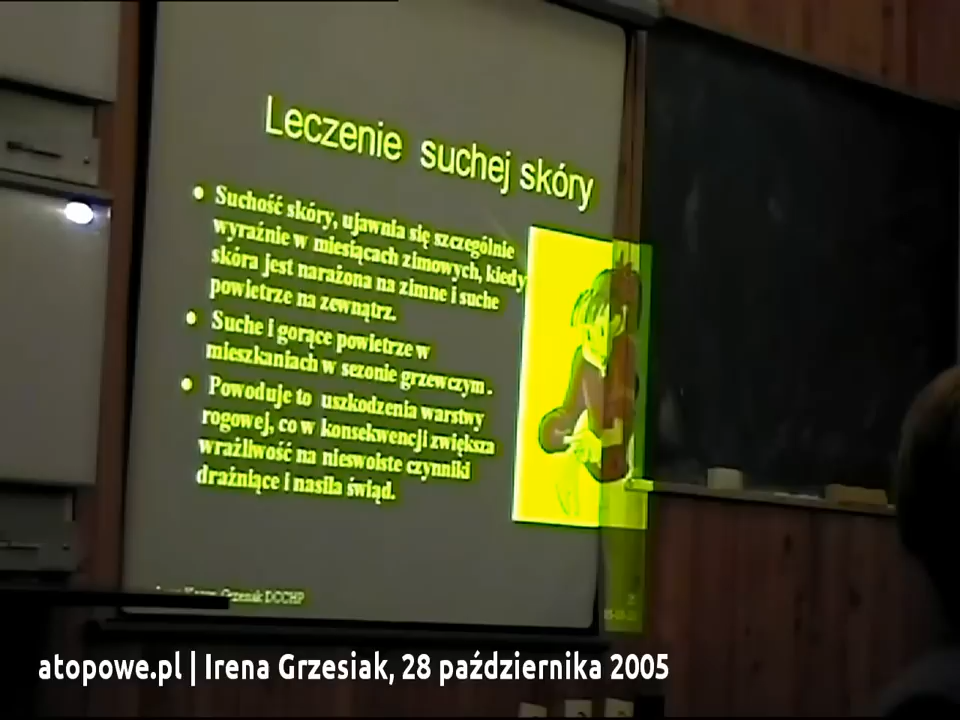 Leczenie suchej skóry
• Suchość skóry, ujawnia się szczególnie
wyraźnie w miesiącach zimowych, kiedy
skóra jest narażona na zimne i suche
powietrze na zewnątrz.
• Suche i gorące powietrze w
mieszkaniach w sezonie grzewczym.
• Powoduje to uszkodzenia warstwy
rogowej, co w konsekwencji zwiększa
wrażliwość na nieswoiste czynniki
drażniące i nasila świąd.
Grzesiak DCCHP
atopowe.pl | Irena Grzesiak, 28 października 2005